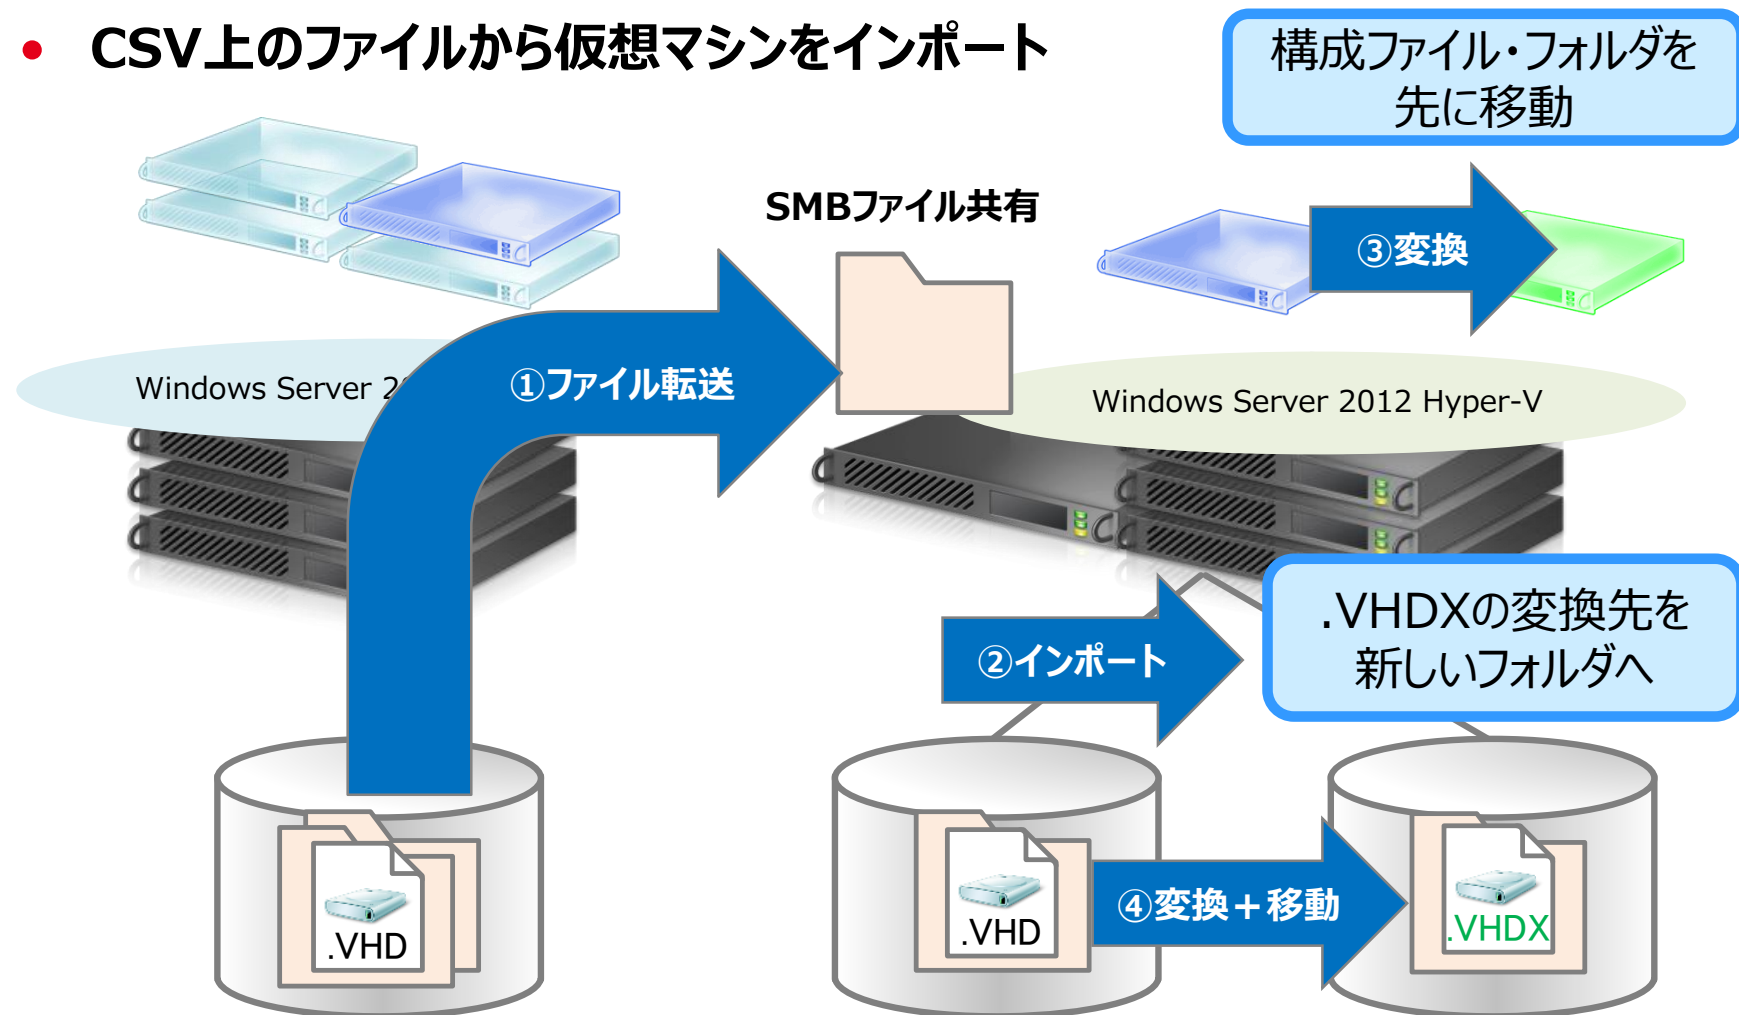 • CSV上のファイルから仮想マシンをインポート
構成ファイル・フォルダを
先に移動
SMBファイル共有
③変換
Windows Server
①ファイル転送
Windows Server 2012 Hyper-V
②インポート
.VHDXの変換先を
新しいフォルダへ
.VHD
.VHD
④変換＋移動
.VHDX